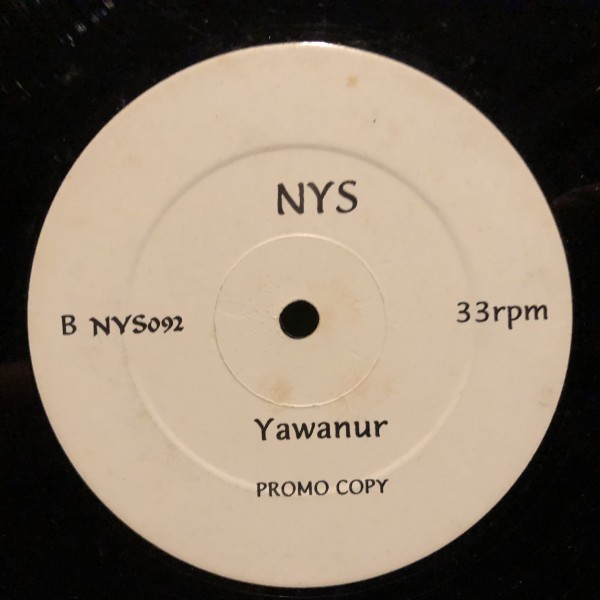 NYS
B NYS092
33rpm
Yawanur
PROMO COPY